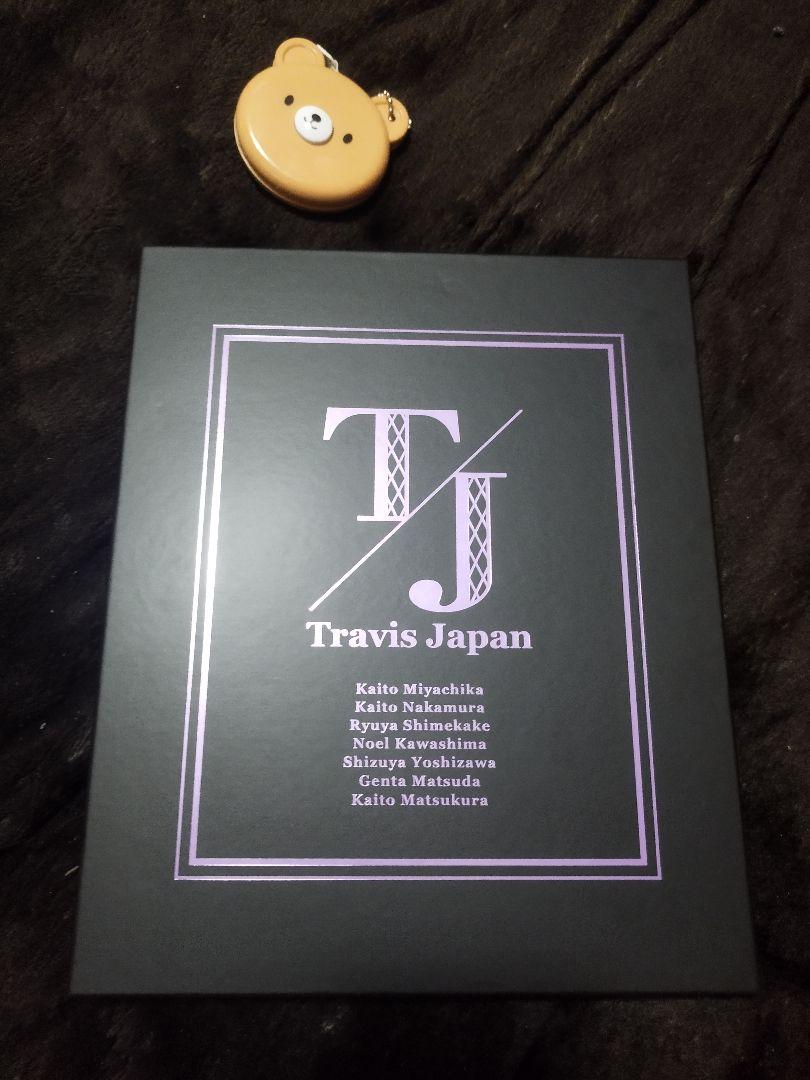 T/J
Travis Japan
Kaito Miyachika
Kaito Nakamura
Ryuya Shimekake
Noel Kawashima
Shizuya Yoshizawa
Genta Matsuda
Kaito Matsukura